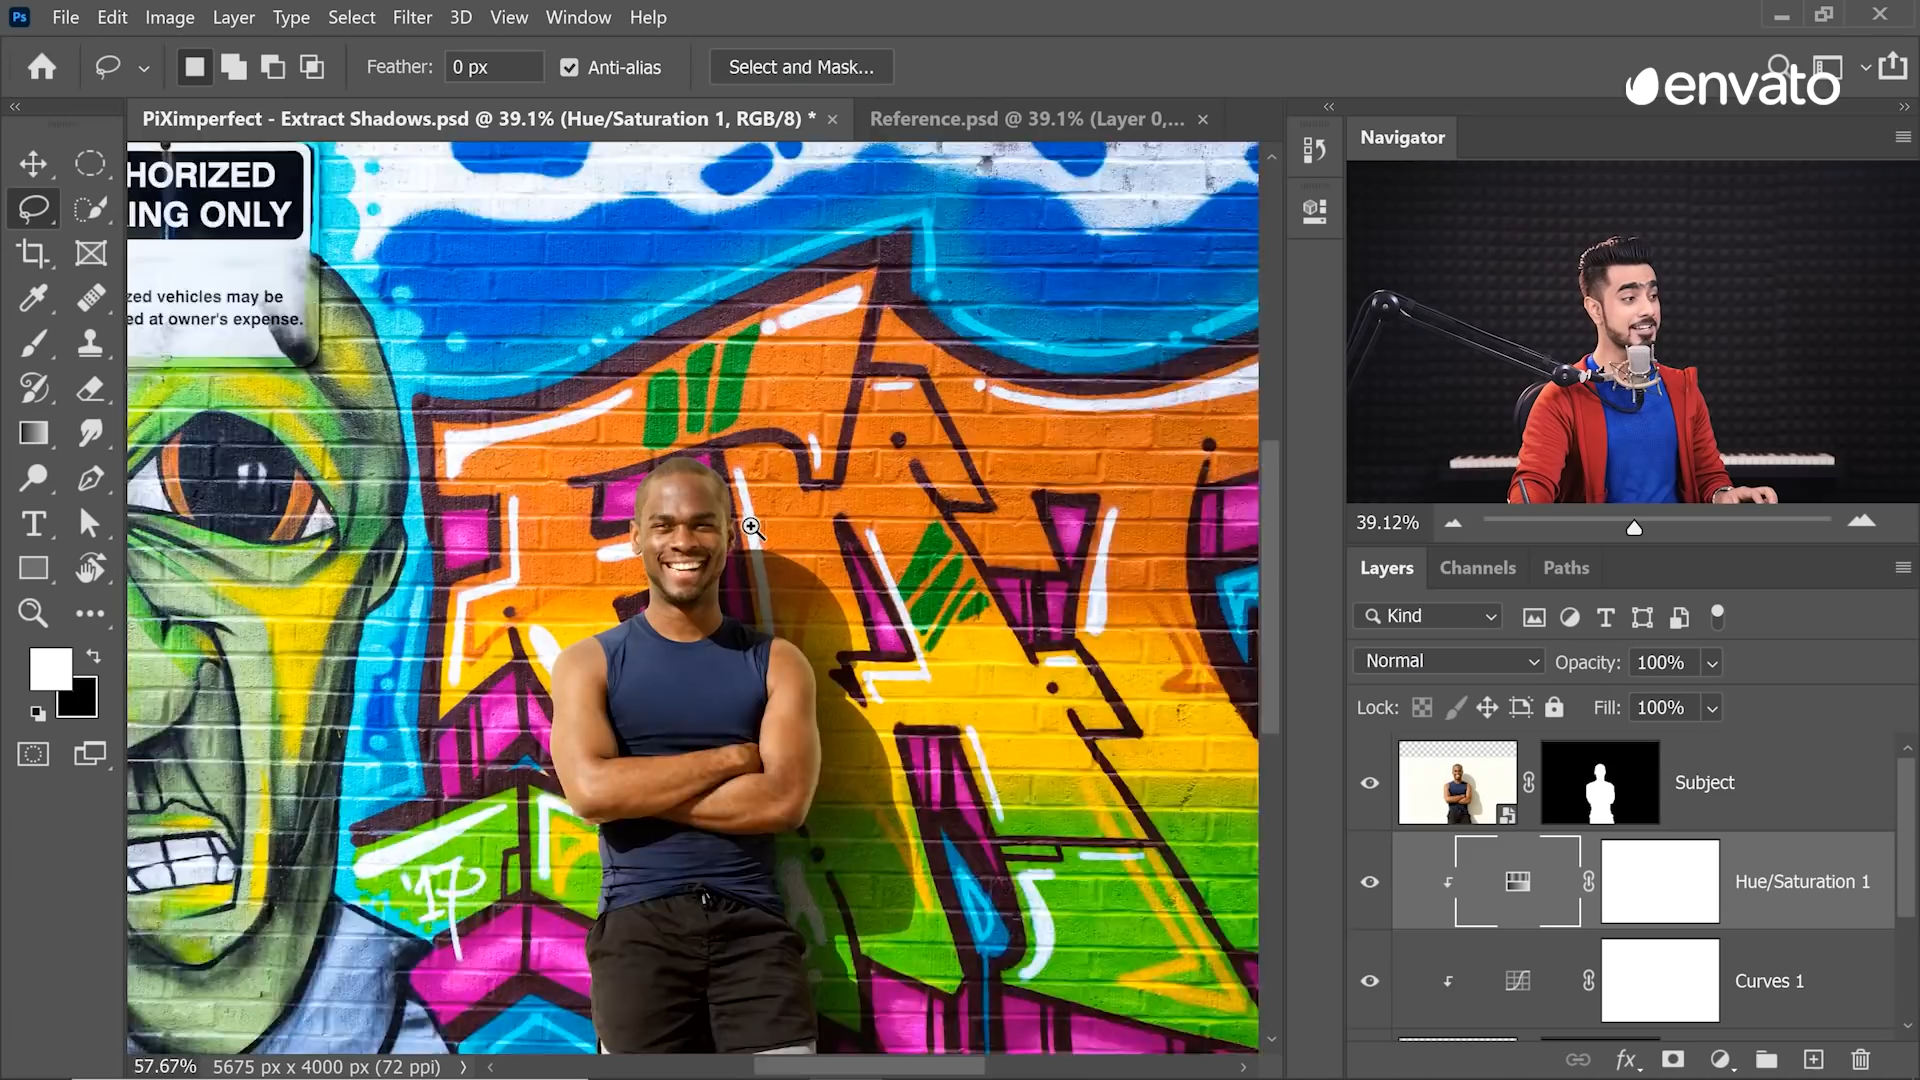 Ps File Edit Image Layer Type Select Filter 3D View Window Help
Feather: 0 px Anti-alias Select and Mask...
envato
PiXimperfect - Extract Shadows.psd @ 39.1% (Hue/Saturation 1, RGB/8) * Reference.psd @ 39.1% (Layer 0,...
Navigator
HORIZED
ING ONLY
zed vehicles may be
ed at owner's expense.
'17
39.12%
Layers Channels Paths
Kind
Normal Opacity: 100%
Lock: Fill: 100%
Subject
Hue/Saturation 1
Curves 1
fx
57.67% 5675 px x 4000 px (72 ppi)